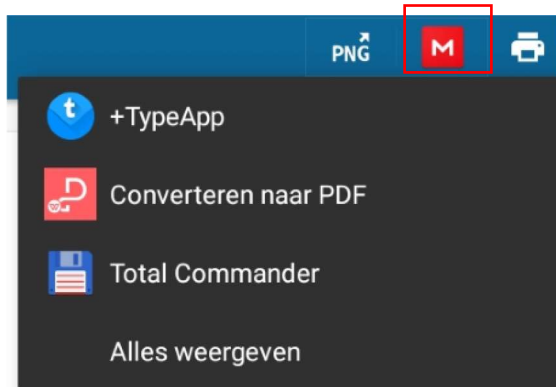 PNG
M
t +TypeApp
Converteren naar PDF
Total Commander
Alles weergeven